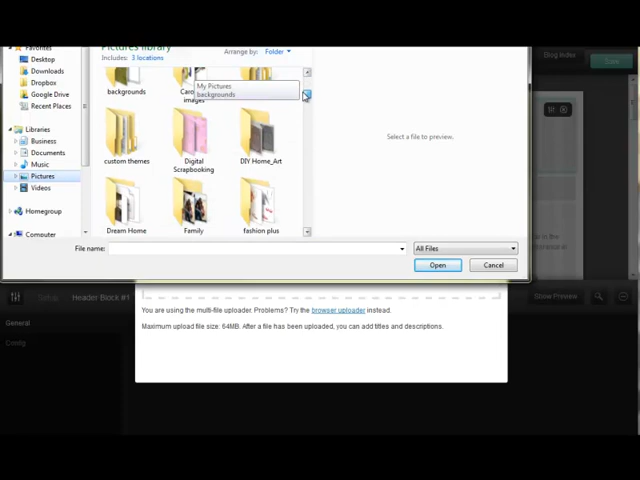 Favorites
Desktop
Downloads
Dropbox
Google Drive
Recent Places
Libraries
Business
Documents
Music
Pictures
Videos
Homegroup
Computer
Pictures library
Includes: 3 locations
Arrange by: Folder
backgrounds
images
My Pictures
backgrounds
custom themes
Digital
Scrapbooking
DIY Home_Art
Dream Home
Family
fashion plus
Select a file to preview.
File name:
All Files
Open
Cancel
Blog Index
Save
Setup
Header Block #1
Show Preview
General
Config
You are using the multi-file uploader. Problems? Try the browser uploader instead.
Maximum upload file size: 64MB. After a file has been uploaded, you can add titles and descriptions.